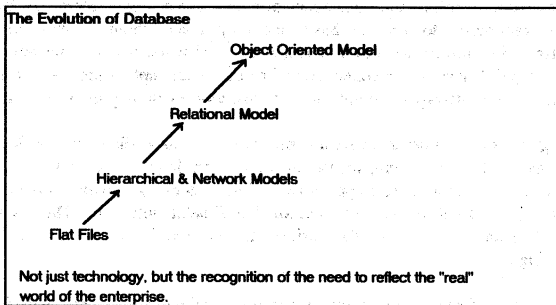 The Evolution of Database
Object Oriented Model
Relational Model
Hierarchical & Network Models
Flat Files
Not just technology, but the recognition of the need to reflect the "real"
world of the enterprise.